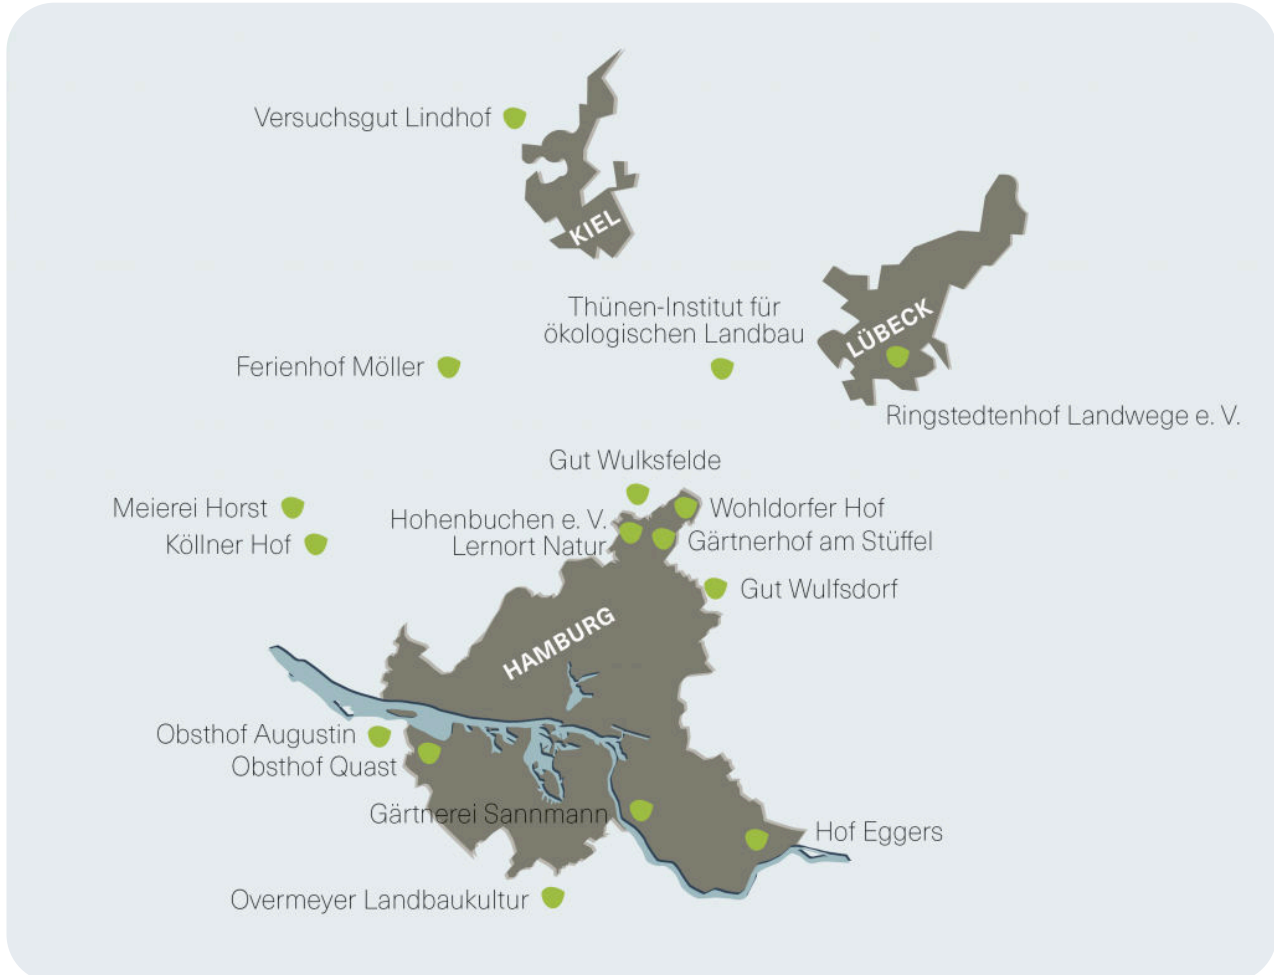 Versuchsgut Lindhof
KIEL
Thünen-Institut für
ökologischen Landbau
LÜBECK
Ferienhof Möller
Ringstedtenhof Landwege e. V.
Gut Wulksfelde
Meierei Horst
Wohldorfer Hof
Hohenbuchen e. V.
Lernort Natur
Köllner Hof
Gärtnerhof am Stüffel
Gut Wulfsdorf
HAMBURG
Obsthof Augustin
Obsthof Quast
Gärtnerei Sannmann
Hof Eggers
Overmeyer Landbaukultur